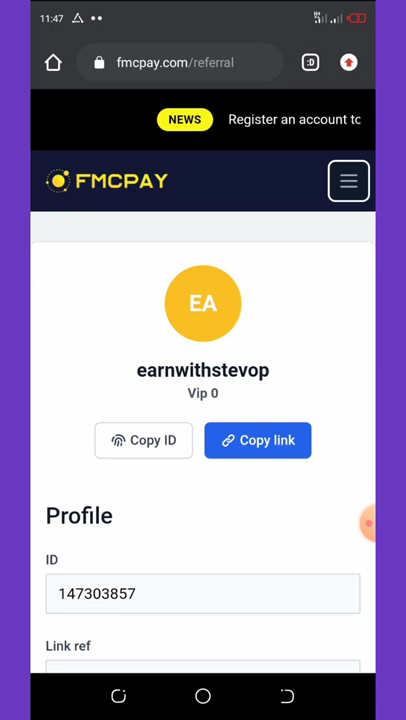 11:47
:D
fmcpay.com/referral
NEWS
Register an account to
FMCPAY
EA
earnwithstevop
Vip 0
Copy ID
Copy link
Profile
ID
147303857
Link ref